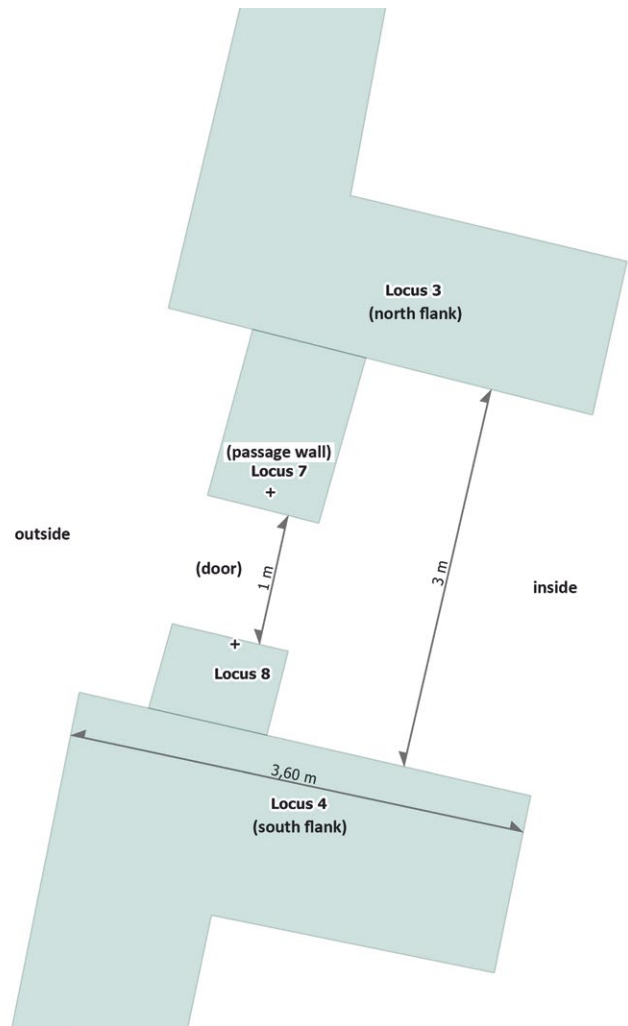 Locus 3
(north flank)
(passage wall)
Locus 7
+
outside
(door)
1 m
3 m
inside
+
Locus 8
3,60 m
Locus 4
(south flank)